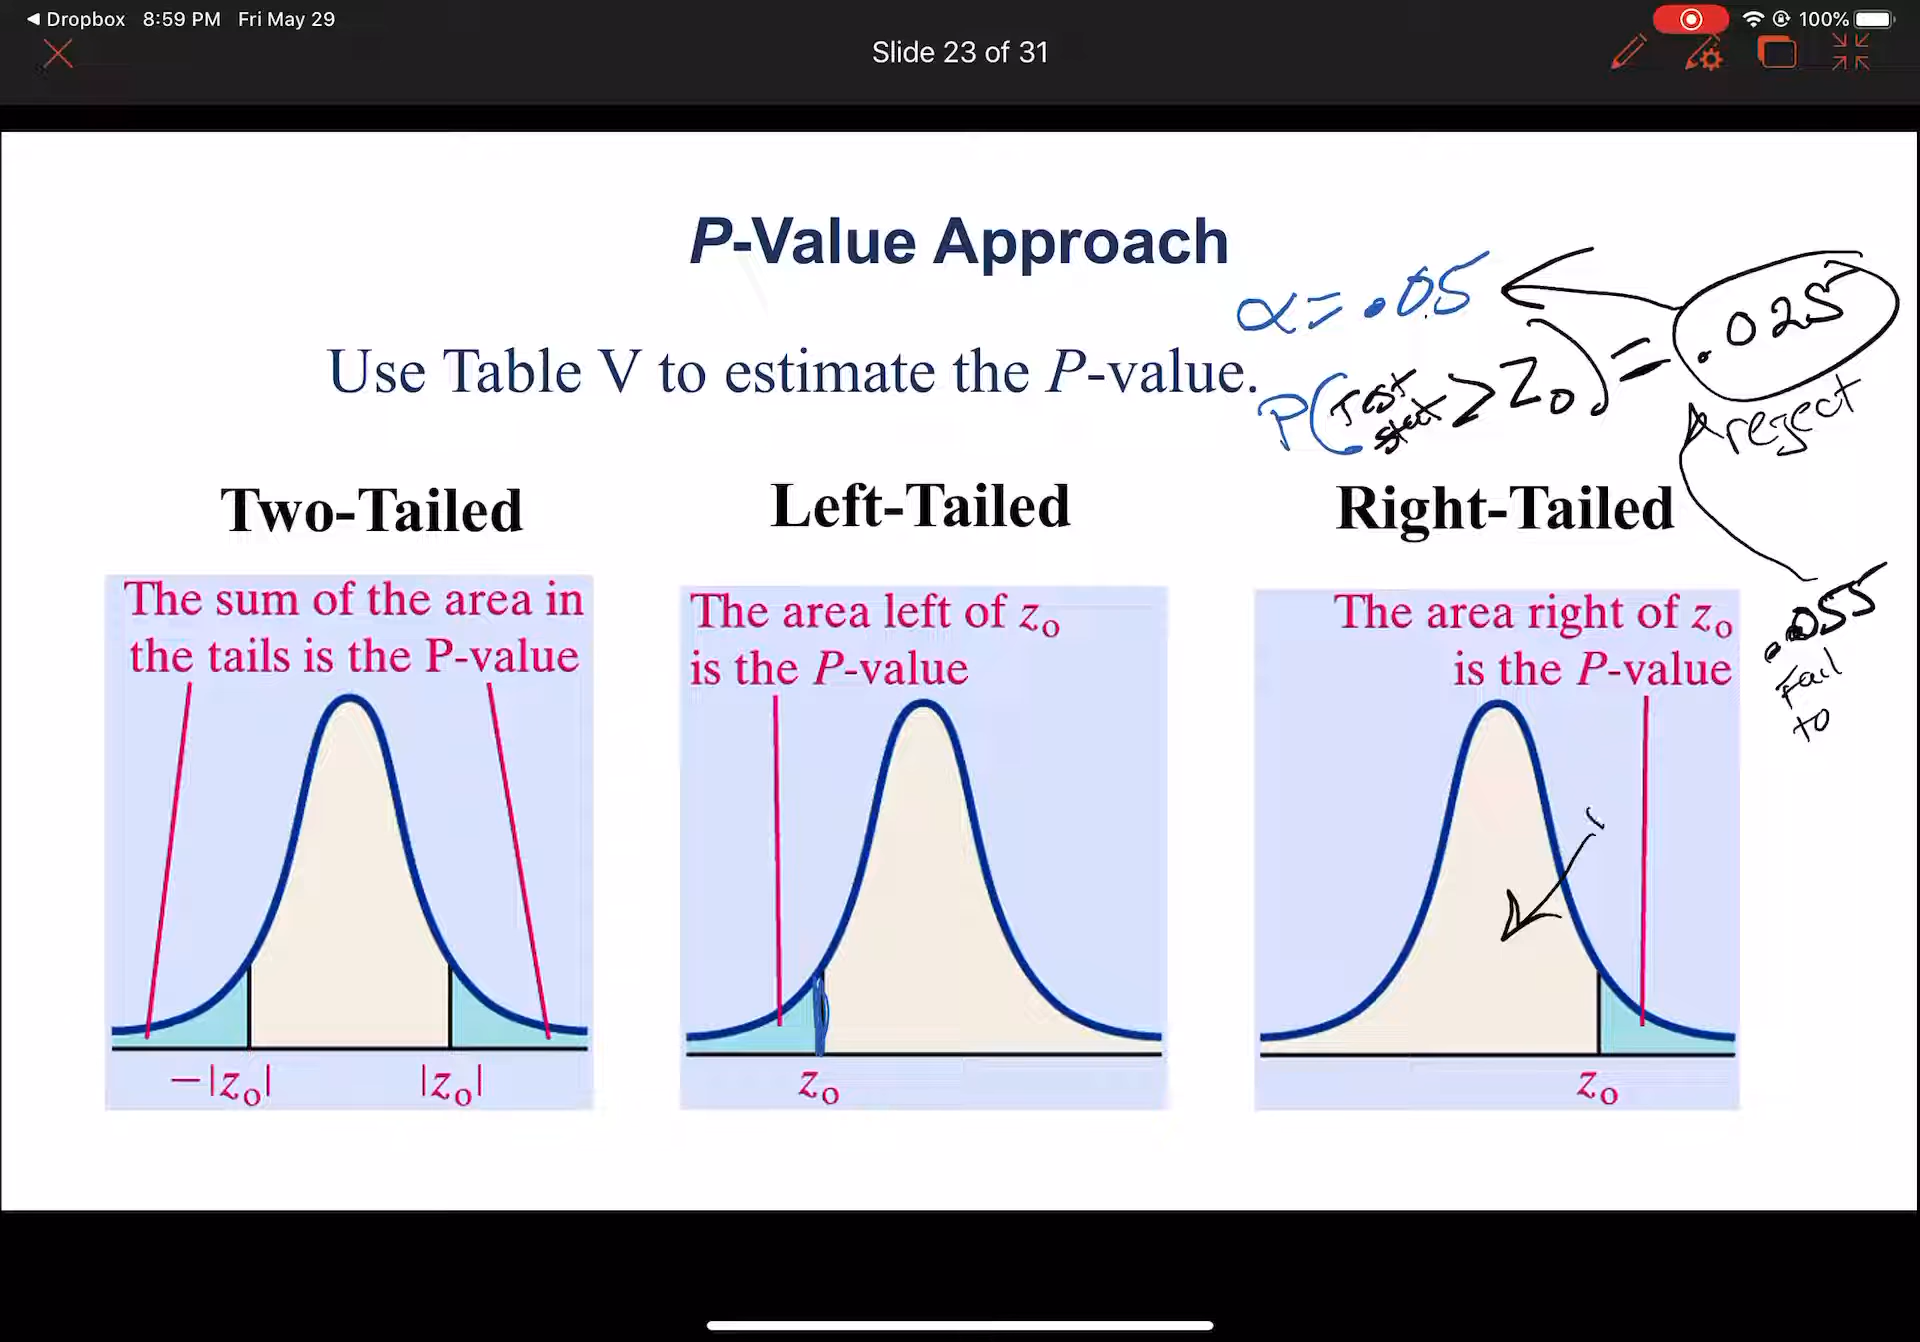 ◀ Dropbox 8:59 PM Fri May 29
100%
Slide 23 of 31
P-Value Approach
α = .05
.025
Use Table V to estimate the P-value.
P(Test stat > Z₀) =
reject
Two-Tailed
Left-Tailed
Right-Tailed
.055
Fail
to
The sum of the area in
the tails is the P-value
−|z₀|
|z₀|
The area left of z₀
is the P-value
z₀
The area right of z₀
is the P-value
z₀